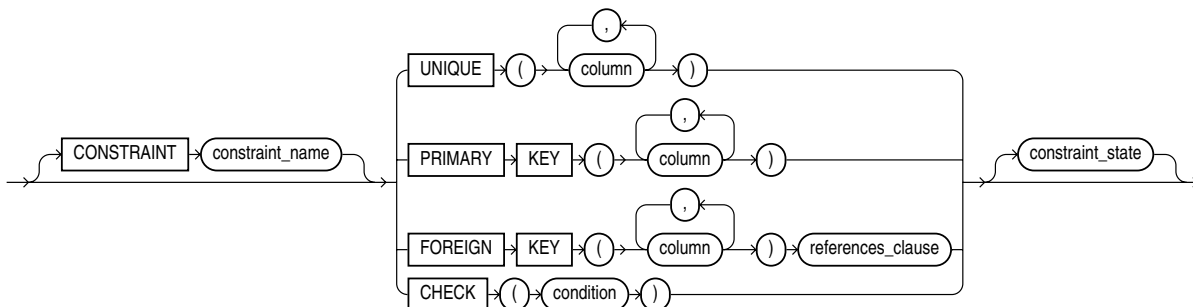 ,
UNIQUE ( column )
,
CONSTRAINT constraint_name PRIMARY KEY ( column ) constraint_state
,
FOREIGN KEY ( column ) references_clause
CHECK ( condition )